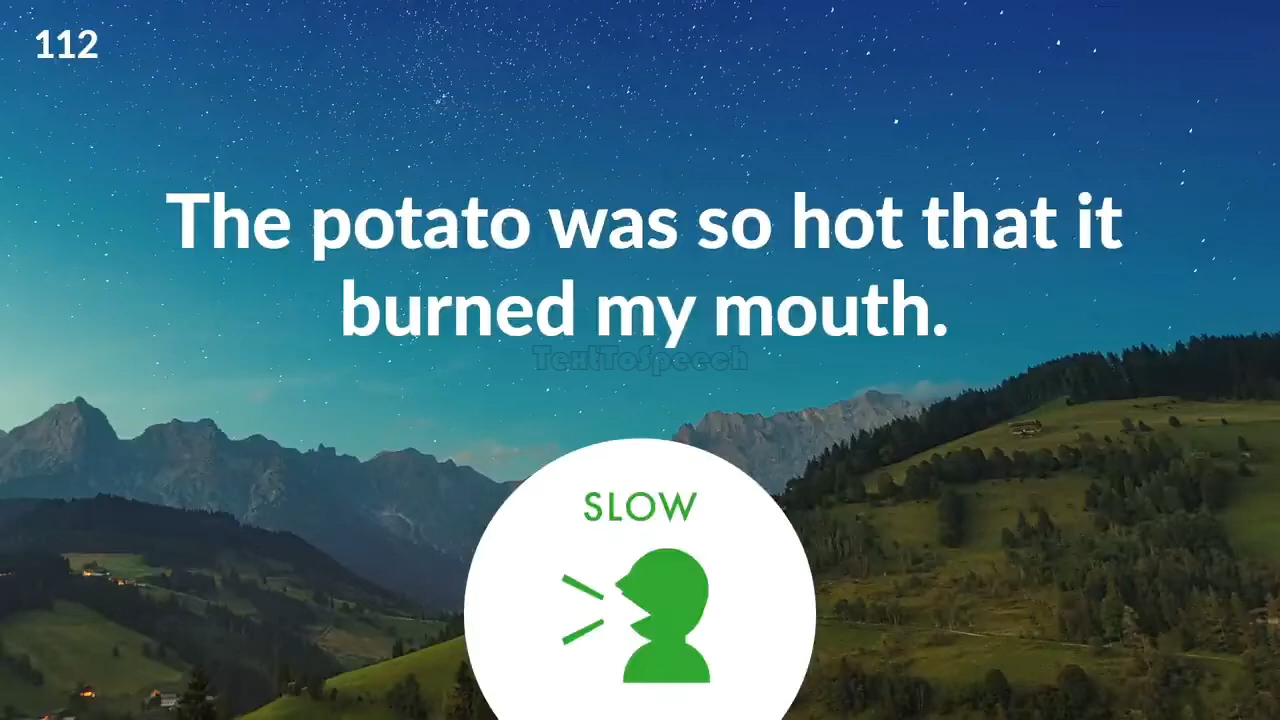 112
The potato was so hot that it
burned my mouth.
TextToSpeech
SLOW